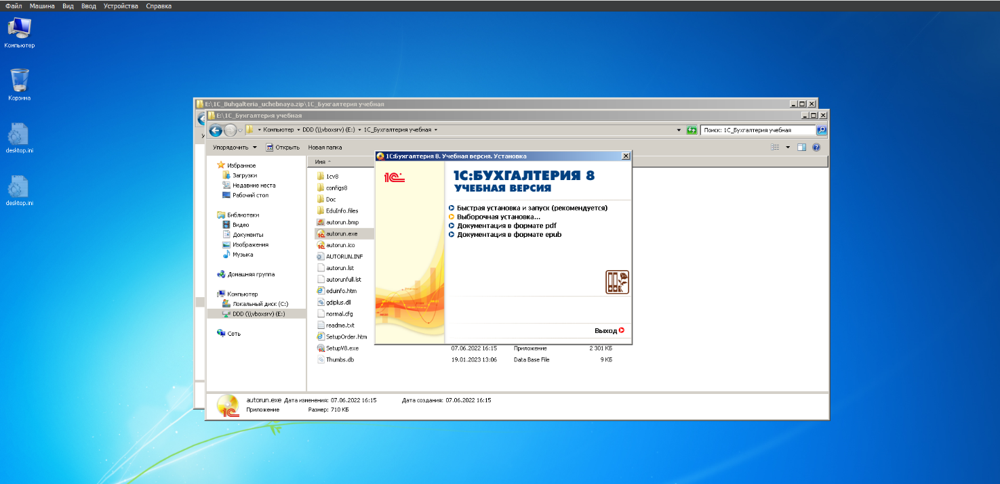 Файл Машина Вид Ввод Устройства Справка
Компьютер
Корзина
desktop.ini
desktop.ini
E:\1C_Buhgalteria_uchebnaya.zip\1С_Бухгалтерия учебная
E:\1С_Бухгалтерия учебная
Компьютер DDD (\\vboxsrv) (E:) 1С_Бухгалтерия учебная
Поиск: 1С_Бухгалтерия учебная
Упорядочить Открыть Новая папка
Избранное
Загрузки
Недавние места
Рабочий стол
Библиотеки
Видео
Документы
Изображения
Музыка
Домашняя группа
Компьютер
Локальный диск (C:)
DDD (\\vboxsrv) (E:)
Сеть
Имя
1cv8
configs8
Doc
EduInfo.files
autorun.bmp
autorun.exe
autorun.ico
AUTORUN.INF
autorun.lst
autorunfull.lst
eduinfo.htm
gdiplus.dll
normal.cfg
readme.txt
SetupOrder.htm
SetupV8.exe 07.06.2022 16:15 Приложение 2 301 КБ
Thumbs.db 19.01.2023 13:06 Data Base File 9 КБ
1С:Бухгалтерия 8. Учебная версия. Установка
1С
1С:БУХГАЛТЕРИЯ 8
УЧЕБНАЯ ВЕРСИЯ
Быстрая установка и запуск (рекомендуется)
Выборочная установка...
Документация в формате pdf
Документация в формате epub
Выход
autorun.exe Дата изменения: 07.06.2022 16:15 Дата создания: 07.06.2022 16:15
Приложение Размер: 710 КБ